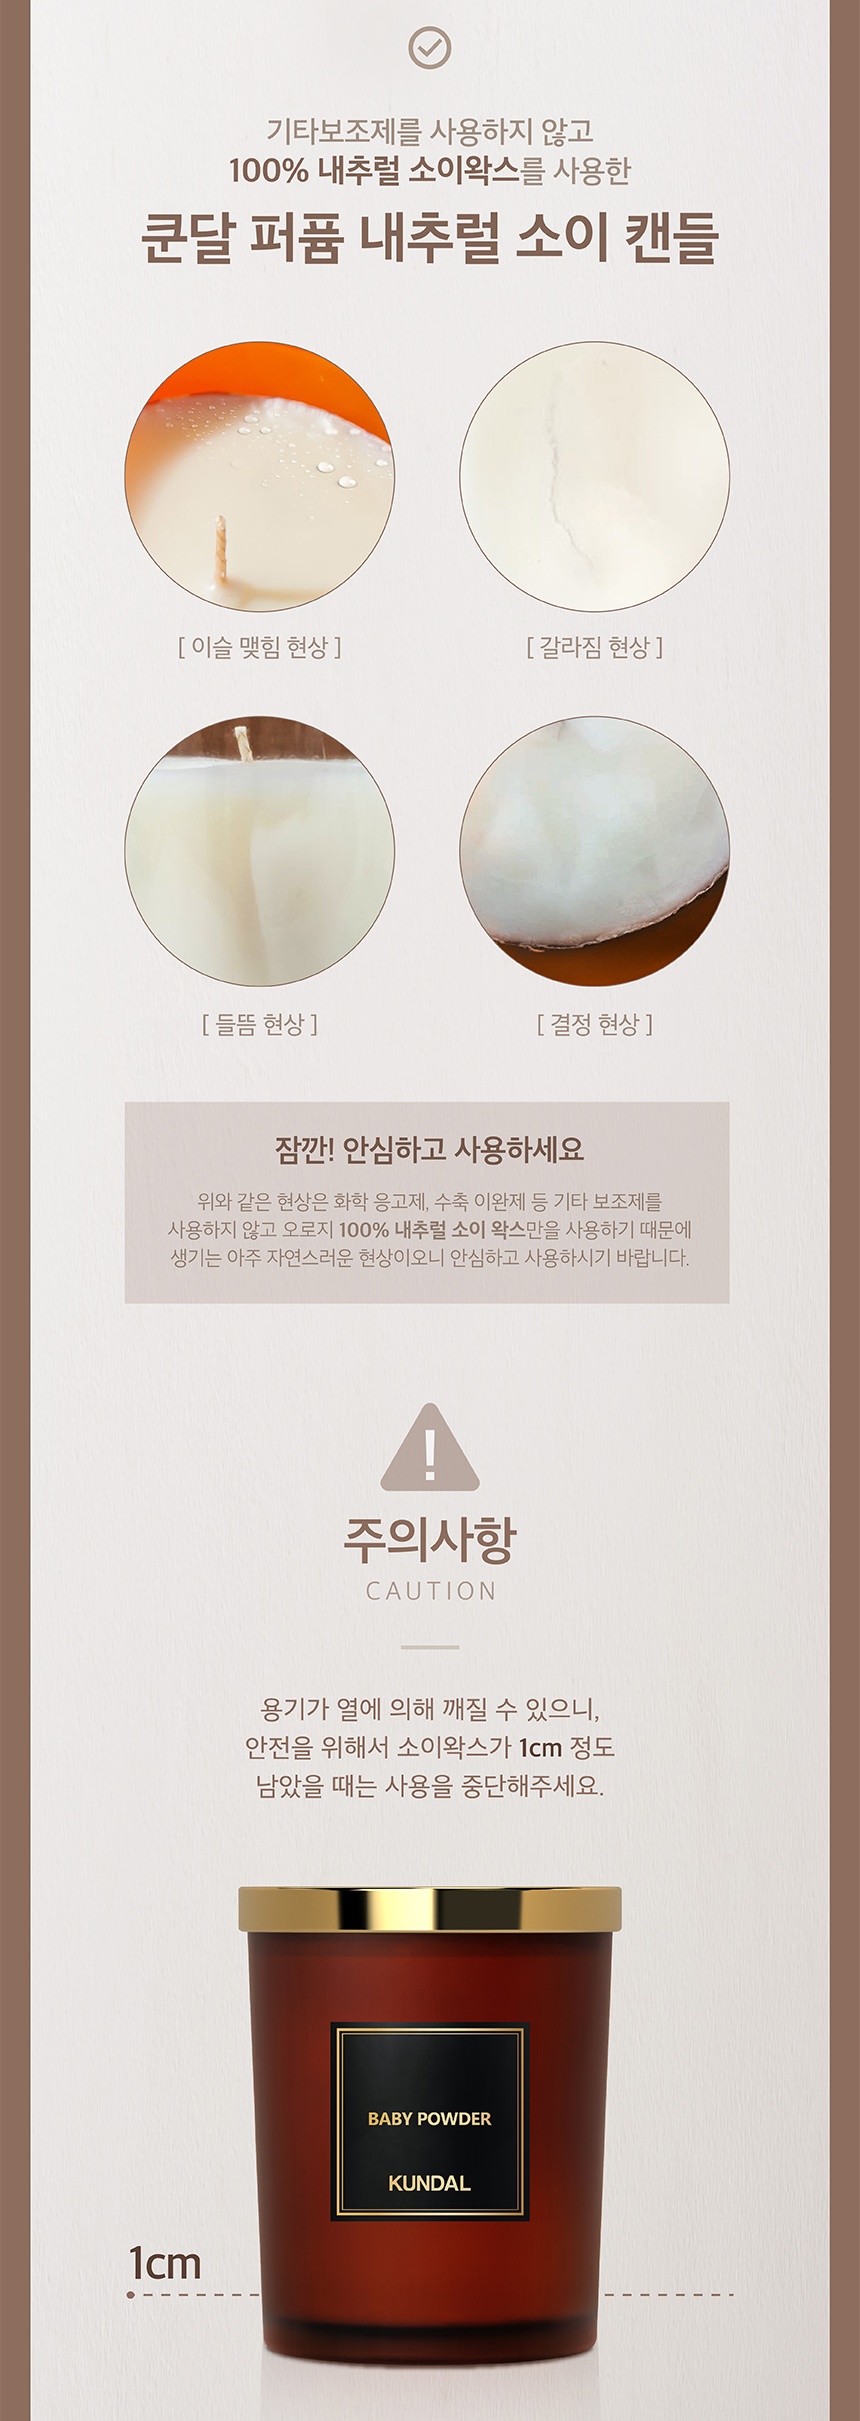 기타보조제를 사용하지 않고
100% 내추럴 소이왁스를 사용한
쿤달 퍼퓸 내추럴 소이 캔들
[ 이슬 맺힘 현상 ]
[ 갈라짐 현상 ]
[ 들뜸 현상 ]
[ 결정 현상 ]
잠깐! 안심하고 사용하세요
위와 같은 현상은 화학 응고제, 수축 이완제 등 기타 보조제를
사용하지 않고 오로지 100% 내추럴 소이 왁스만을 사용하기 때문에
생기는 아주 자연스러운 현상이오니 안심하고 사용하시기 바랍니다.
!
주의사항
CAUTION
용기가 열에 의해 깨질 수 있으니,
안전을 위해서 소이왁스가 1cm 정도
남았을 때는 사용을 중단해주세요.
BABY POWDER
KUNDAL
1cm